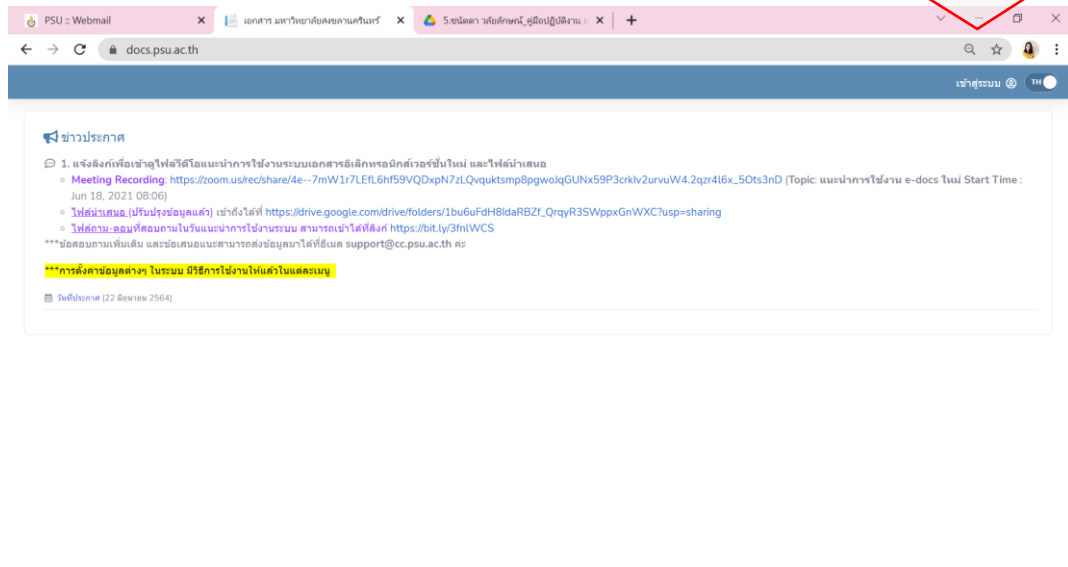 PSU :: Webmail
เอกสาร มหาวิทยาลัยสงขลานครินทร์
5.ชนัดดา วลัยลักษณ์_คู่มือปฏิบัติงาน
docs.psu.ac.th
เข้าสู่ระบบ TH
ข่าวประกาศ
1. แจ้งลิงก์เพื่อเข้าดูไฟล์วีดีโอแนะนำการใช้งานระบบเอกสารอิเล็กทรอนิกส์เวอร์ชั่นใหม่ และไฟล์นำเสนอ
Meeting Recording: https://zoom.us/rec/share/4e--7mW1r7LEfL6hf59VQDxpN7zLQvquktsmp8pgwoJqGUNx59P3crklv2urvuW4.2qzr4l6x_5Ots3nD (Topic: แนะนำการใช้งาน e-docs ใหม่ Start Time :
Jun 18, 2021 08:06)
ไฟล์นำเสนอ (ปรับปรุงข้อมูลแล้ว) เข้าถึงได้ที่ https://drive.google.com/drive/folders/1bu6uFdH8ldaRBZf_QrqyR3SWppxGnWXC?usp=sharing
ไฟล์ถาม-ตอบที่สอบถามในวันแนะนำการใช้งานระบบ สามารถเข้าได้ที่ลิงก์ https://bit.ly/3fnlWCS
***ข้อสอบถามเพิ่มเติม และข้อเสนอแนะสามารถส่งข้อมูลมาได้ที่อีเมล support@cc.psu.ac.th ค่ะ
***การตั้งค่าข้อมูลต่างๆ ในระบบ มีวิธีการใช้งานให้แล้วในแต่ละเมนู
วันที่ประกาศ (22 มิถุนายน 2564)